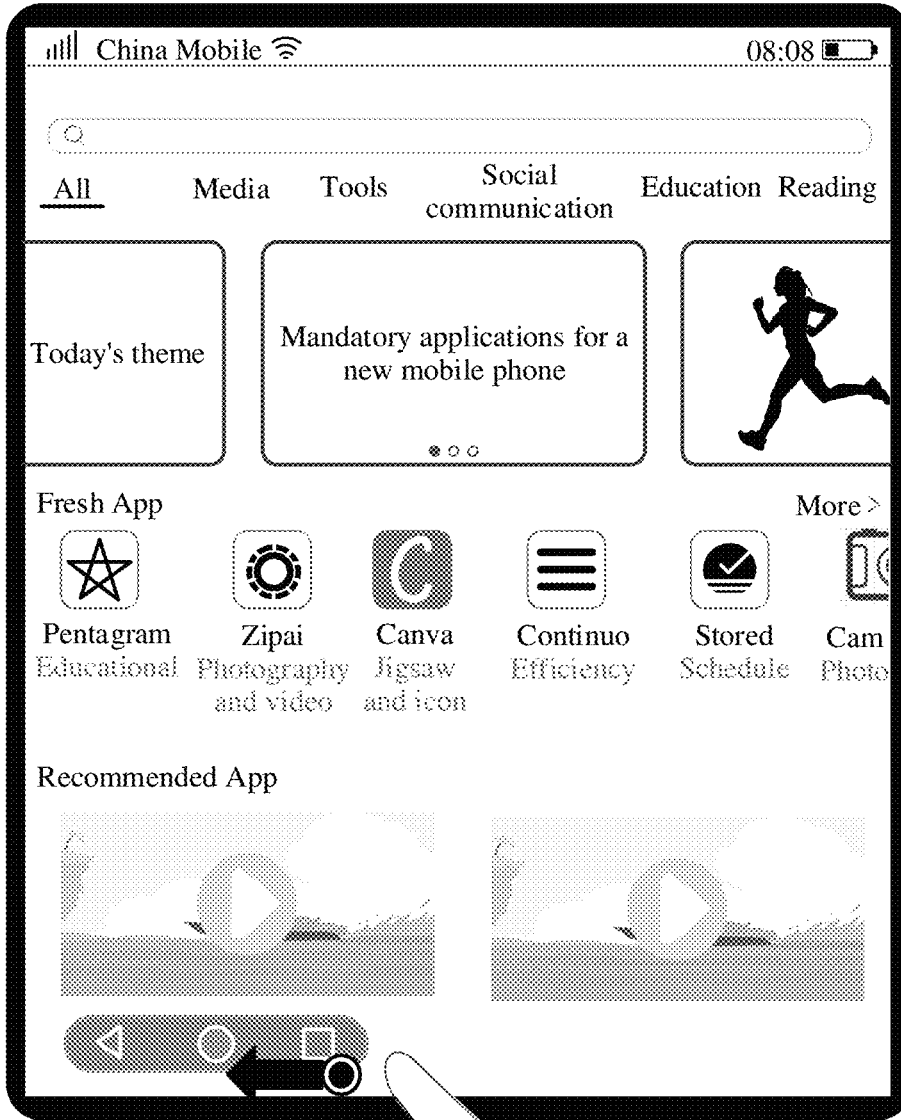 China Mobile 08:08
All Media Tools Social communication Education Reading
Today's theme
Mandatory applications for a
new mobile phone
Fresh App More >
C
Pentagram Zipai Canva Continuo Stored Cam
Educational Photography and video Jigsaw and icon Efficiency Schedule Photo
Recommended App